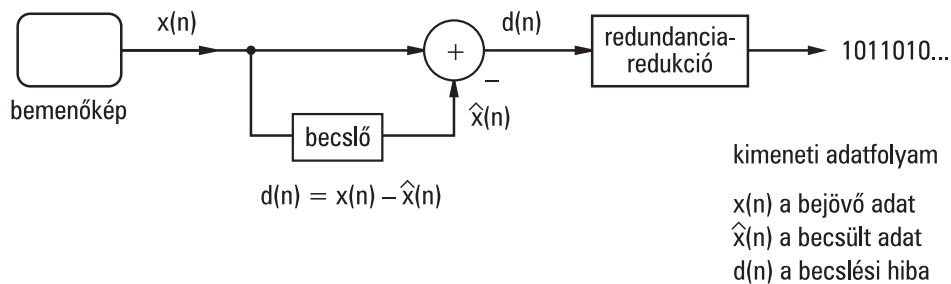 x(n)
d(n)
bemenőkép
+
–
redundancia-
redukció
1011010...
becslő
x̂(n)
d(n) = x(n) – x̂(n)
kimeneti adatfolyam
x(n) a bejövő adat
x̂(n) a becsült adat
d(n) a becslési hiba